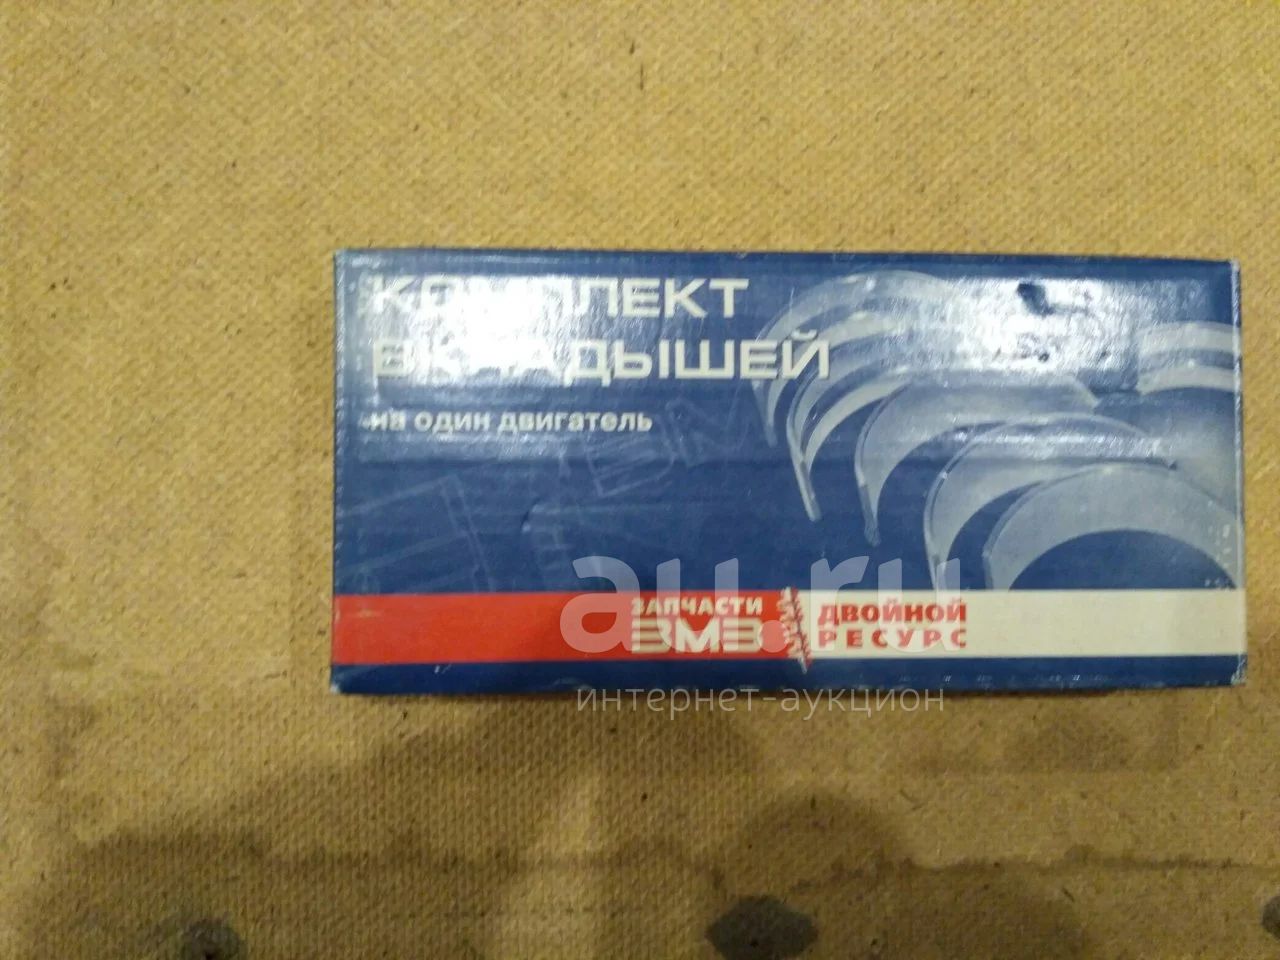 КОМПЛЕКТ
ВКЛАДЫШЕЙ
на один двигатель
ЗАПЧАСТИ
ЗМЗ
ДВОЙНОЙ
РЕСУРС
au.ru
интернет-аукцион